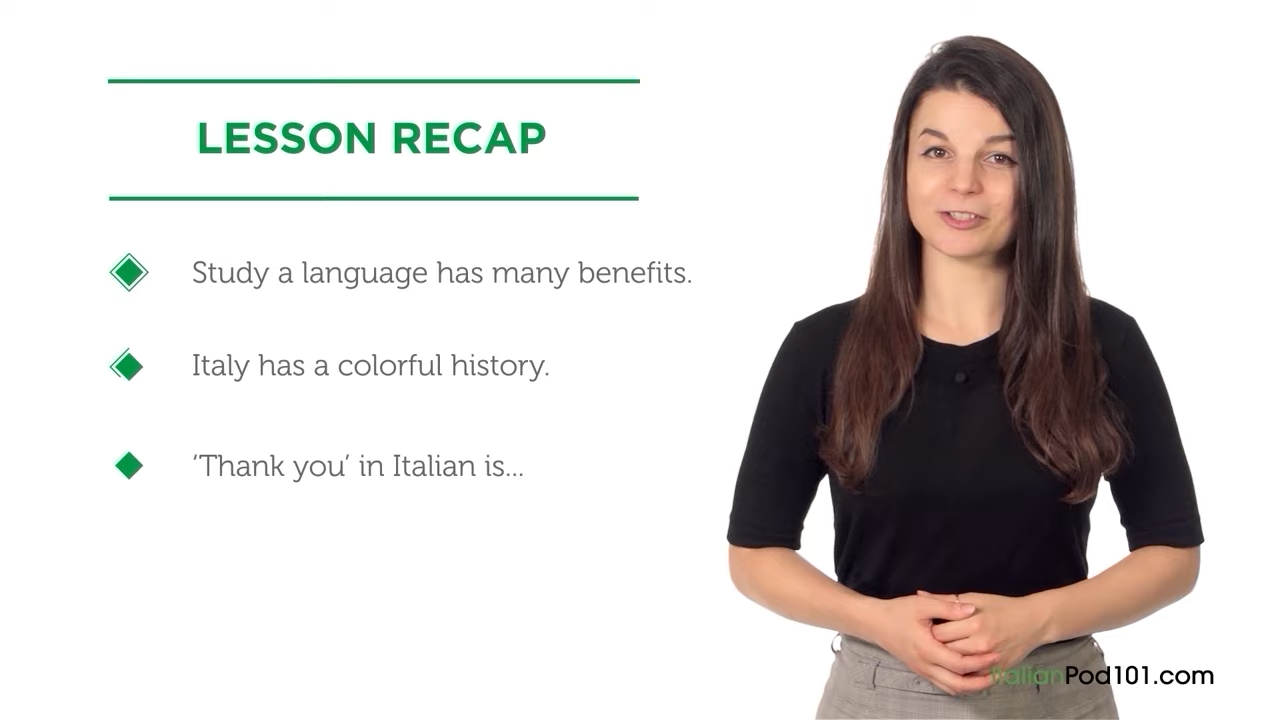 LESSON RECAP
Study a language has many benefits.
Italy has a colorful history.
‘Thank you’ in Italian is...
ItalianPod101.com